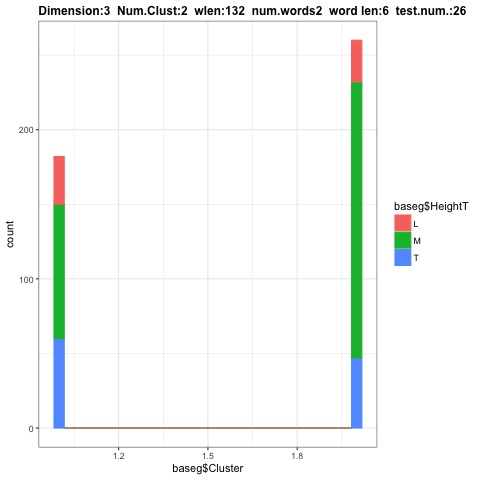 Dimension:3 Num.Clust:2 wlen:132 num.words2 word len:6 test.num.:26
200
100
0
count
1.2 1.5 1.8
baseg$Cluster
baseg$HeightT
L
M
T